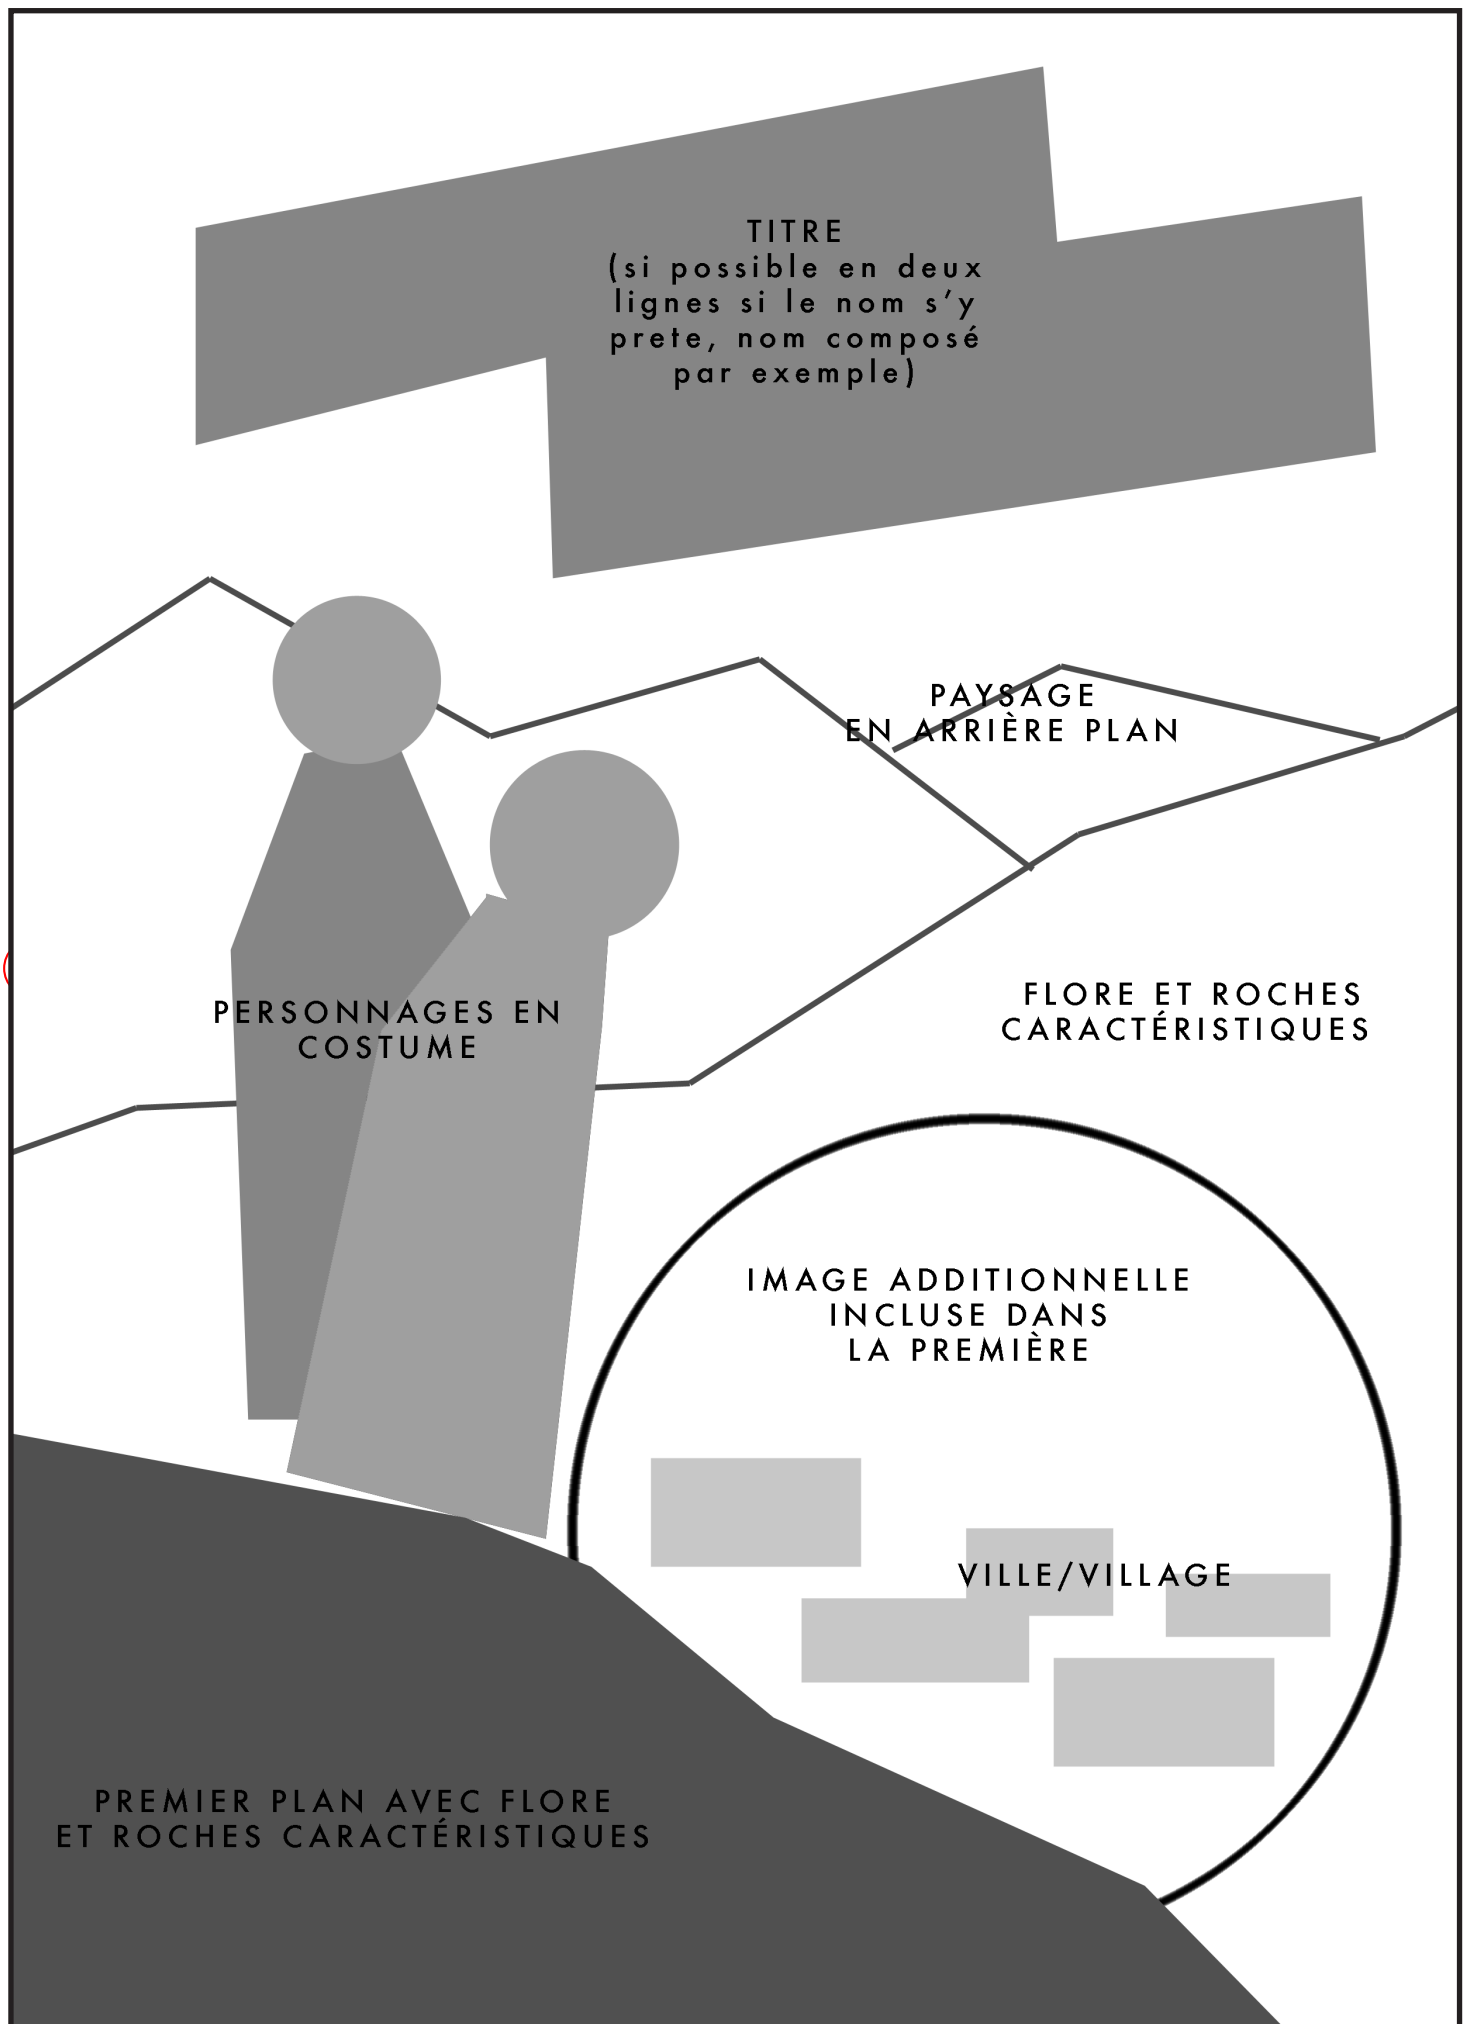 TITRE
(si possible en deux
lignes si le nom s’y
prete, nom composé
par exemple)
PAYSAGE
EN ARRIÈRE PLAN
FLORE ET ROCHES
CARACTÉRISTIQUES
PERSONNAGES EN
COSTUME
IMAGE ADDITIONNELLE
INCLUSE DANS
LA PREMIÈRE
VILLE/VILLAGE
PREMIER PLAN AVEC FLORE
ET ROCHES CARACTÉRISTIQUES